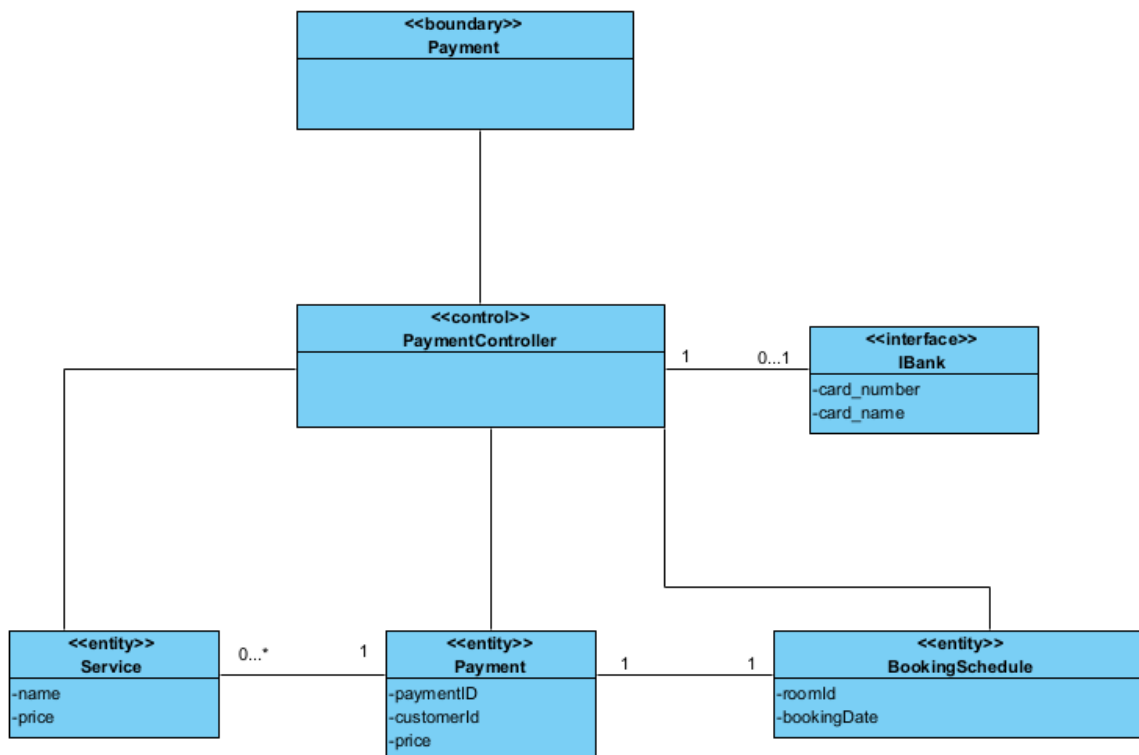 <<boundary>>
Payment
<<control>>
PaymentController
1
0...1
<<interface>>
IBank
-card_number
-card_name
<<entity>>
Service
-name
-price
0...*
1
<<entity>>
Payment
-paymentID
-customerId
-price
1
1
<<entity>>
BookingSchedule
-roomId
-bookingDate